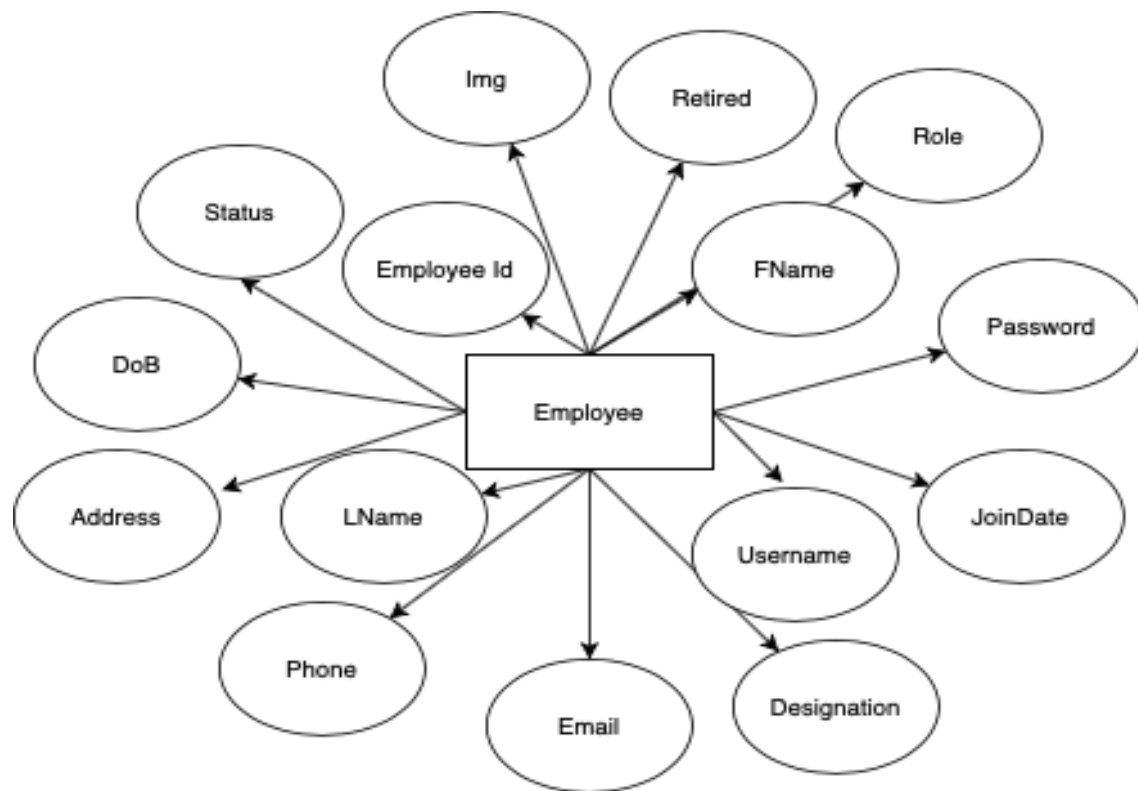 Img
Retired
Role
Status
Employee Id
FName
Password
DoB
Employee
Address
LName
JoinDate
Username
Phone
Email
Designation